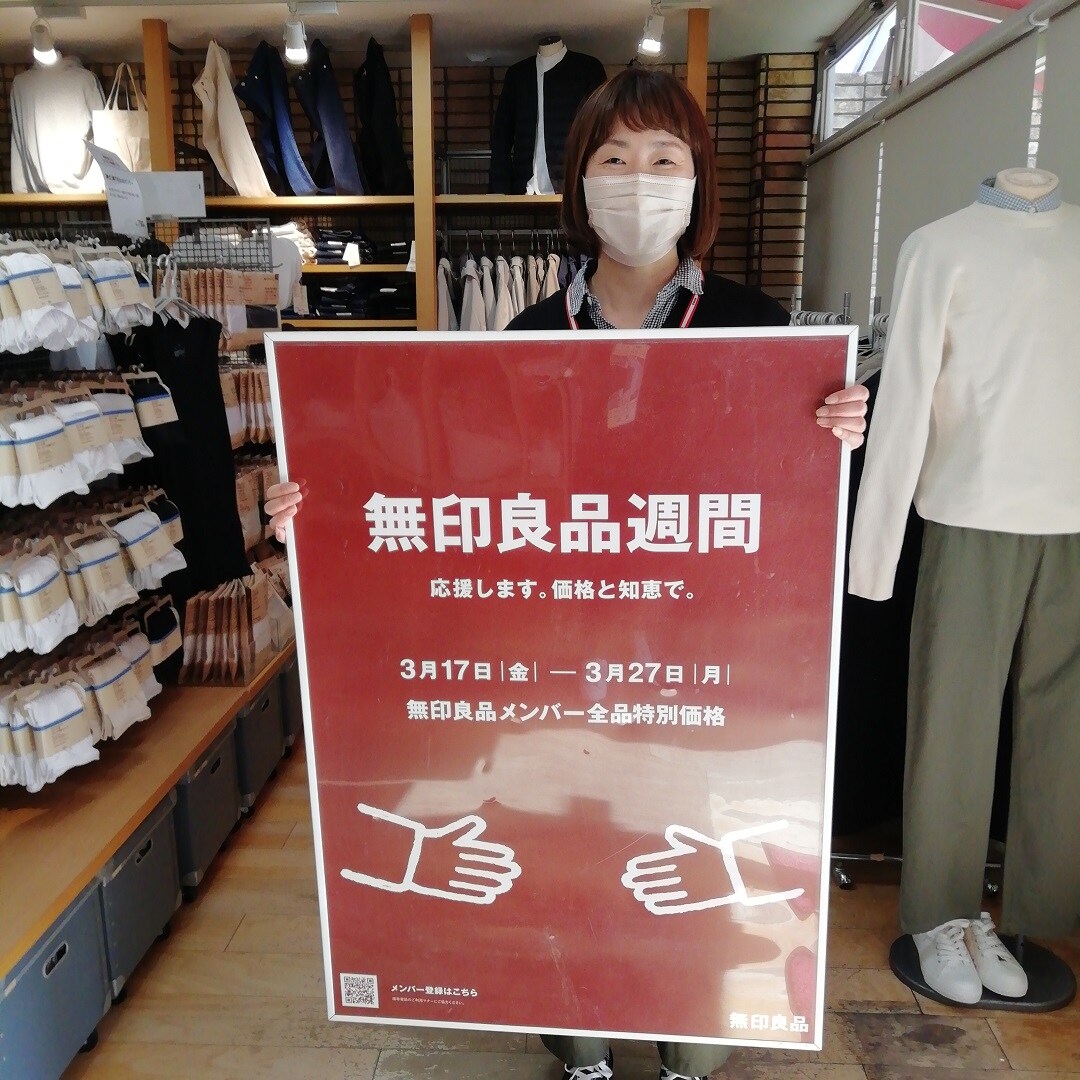 無印良品週間
応援します。価格と知恵で。
3月17日|金| — 3月27日|月|
無印良品メンバー全品特別価格
メンバー登録はこちら
無印良品